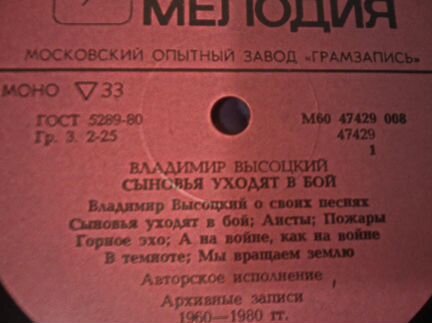 МЕЛОДИЯ
МОСКОВСКИЙ ОПЫТНЫЙ ЗАВОД «ГРАМЗАПИСЬ»
МОНО ▽ 33
ГОСТ 5289-80
Гр. 3. 2-25
М60 47429 008
47429
1
ВЛАДИМИР ВЫСОЦКИЙ
СЫНОВЬЯ УХОДЯТ В БОЙ
Владимир Высоцкий о своих песнях
Сыновья уходят в бой; Аисты; Пожары
Горное эхо; А на войне, как на войне
В темноте; Мы вращаем землю
Авторское исполнение
Архивные записи
1960—1980 гг.